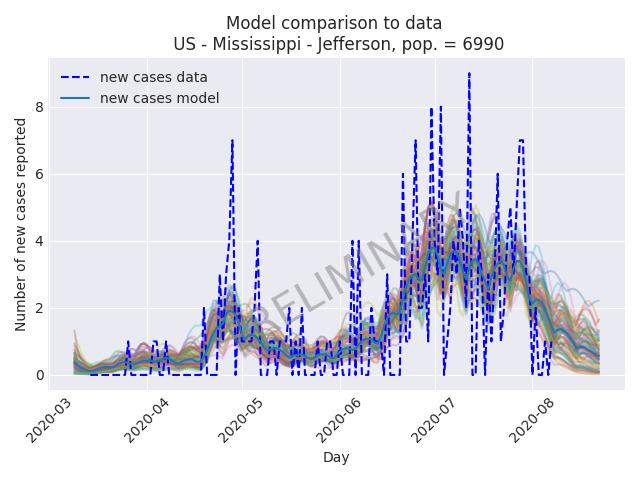 Model comparison to data
US - Mississippi - Jefferson, pop. = 6990
new cases data
new cases model
PRELIMINARY
Number of new cases reported
8
6
4
2
0
2020-03
2020-04
2020-05
2020-06
2020-07
2020-08
Day